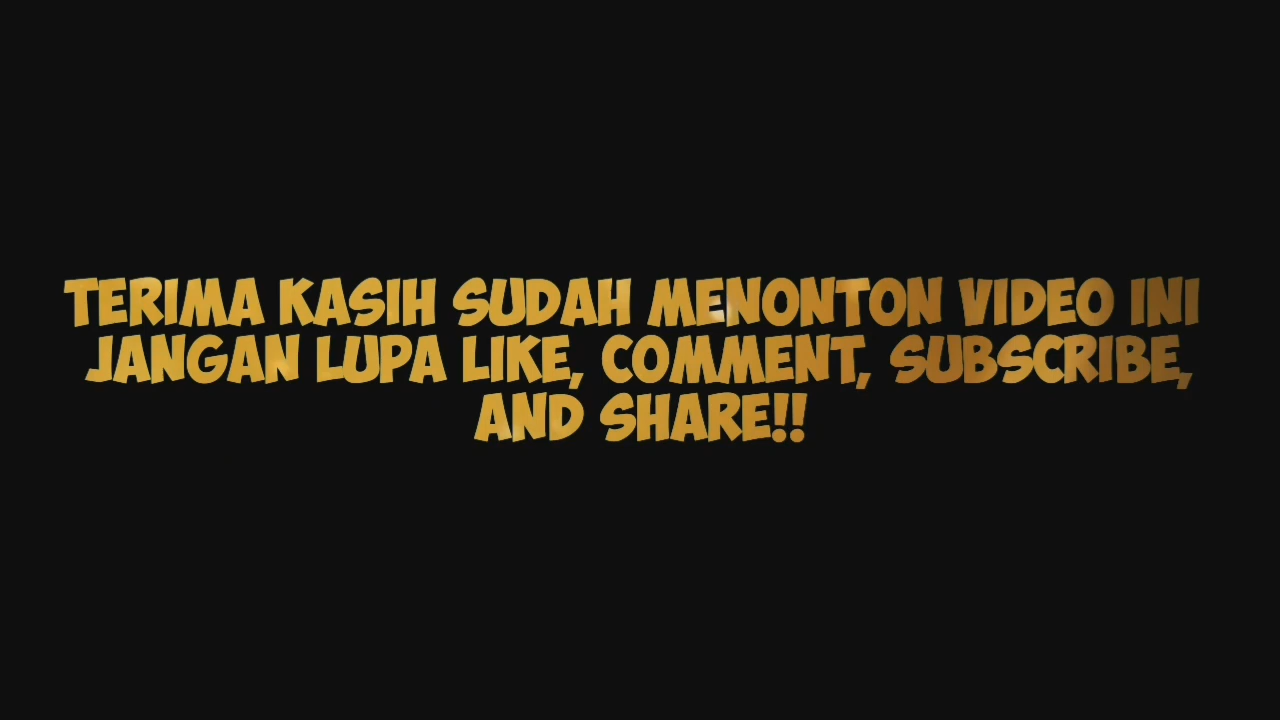 TERIMA KASIH SUDAH MENONTON VIDEO INI
JANGAN LUPA LIKE, COMMENT, SUBSCRIBE,
AND SHARE!!